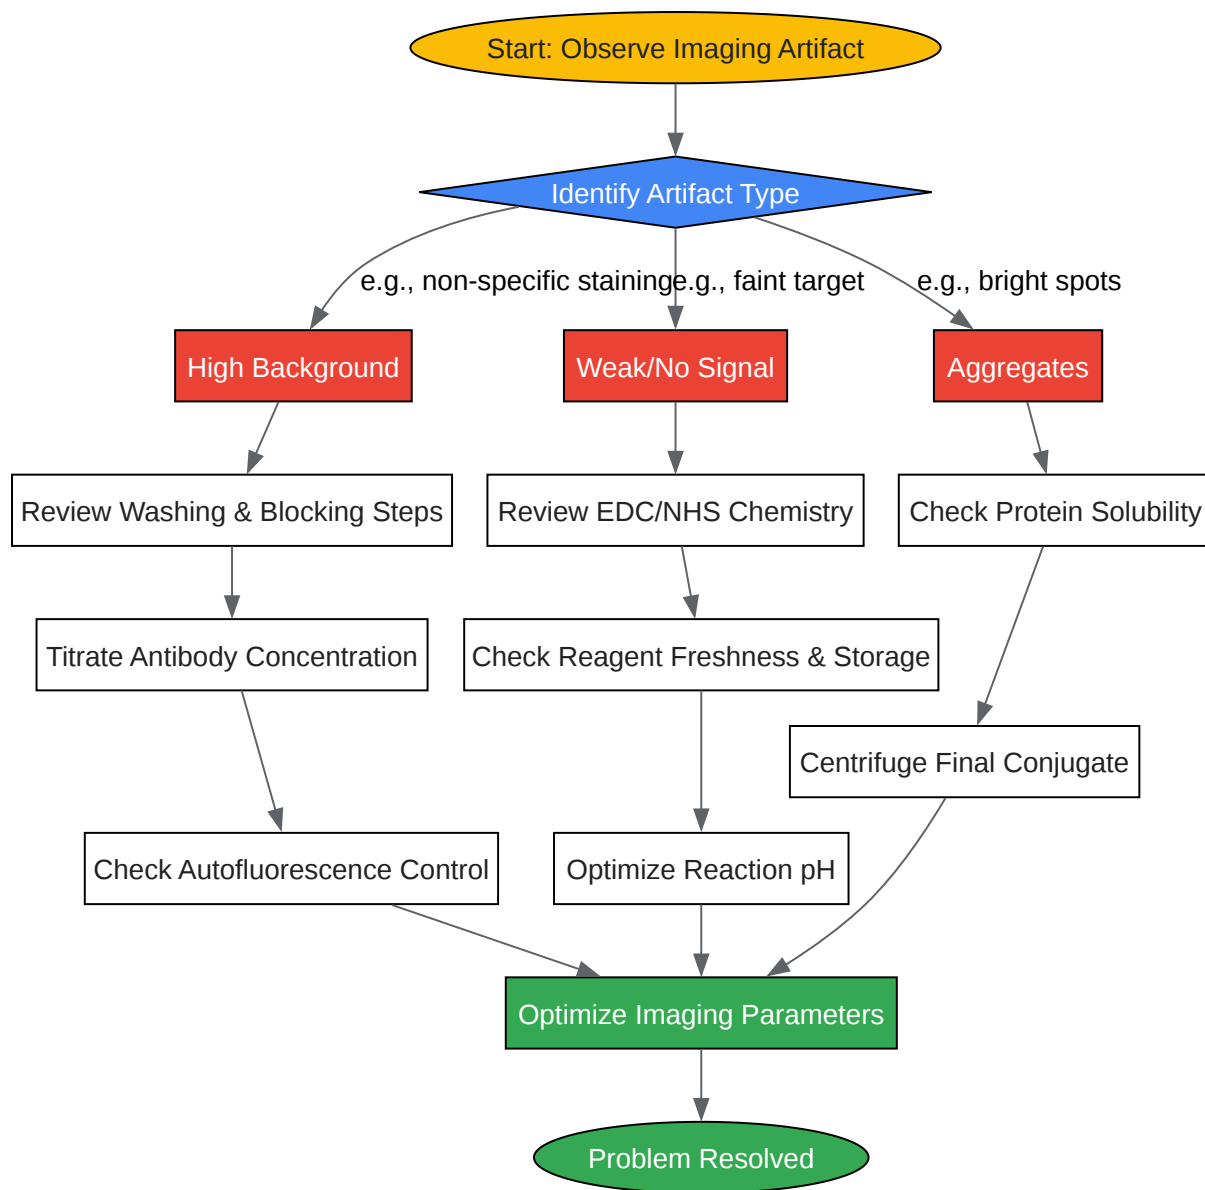 Start: Observe Imaging Artifact
Identify Artifact Type
e.g., non-specific staining
e.g., faint target
e.g., bright spots
High Background
Weak/No Signal
Aggregates
Review Washing & Blocking Steps
Review EDC/NHS Chemistry
Check Protein Solubility
Titrate Antibody Concentration
Check Reagent Freshness & Storage
Centrifuge Final Conjugate
Check Autofluorescence Control
Optimize Reaction pH
Optimize Imaging Parameters
Problem Resolved